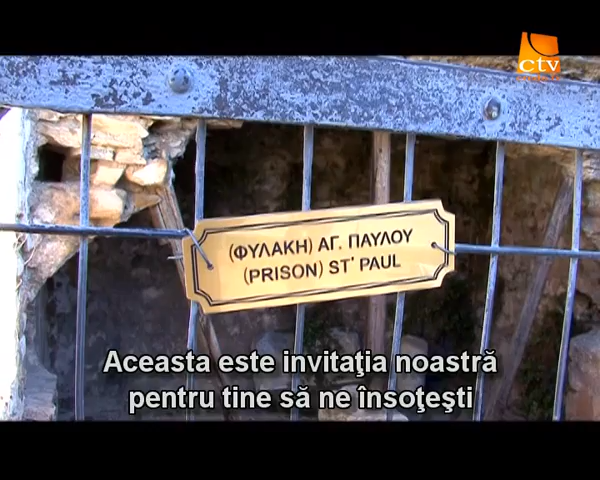 ctv
(ΦΥΛΑΚΗ) ΑΓ. ΠΑΥΛΟΥ
(PRISON) ST' PAUL
Aceasta este invitaţia noastră
pentru tine să ne însoţeşti